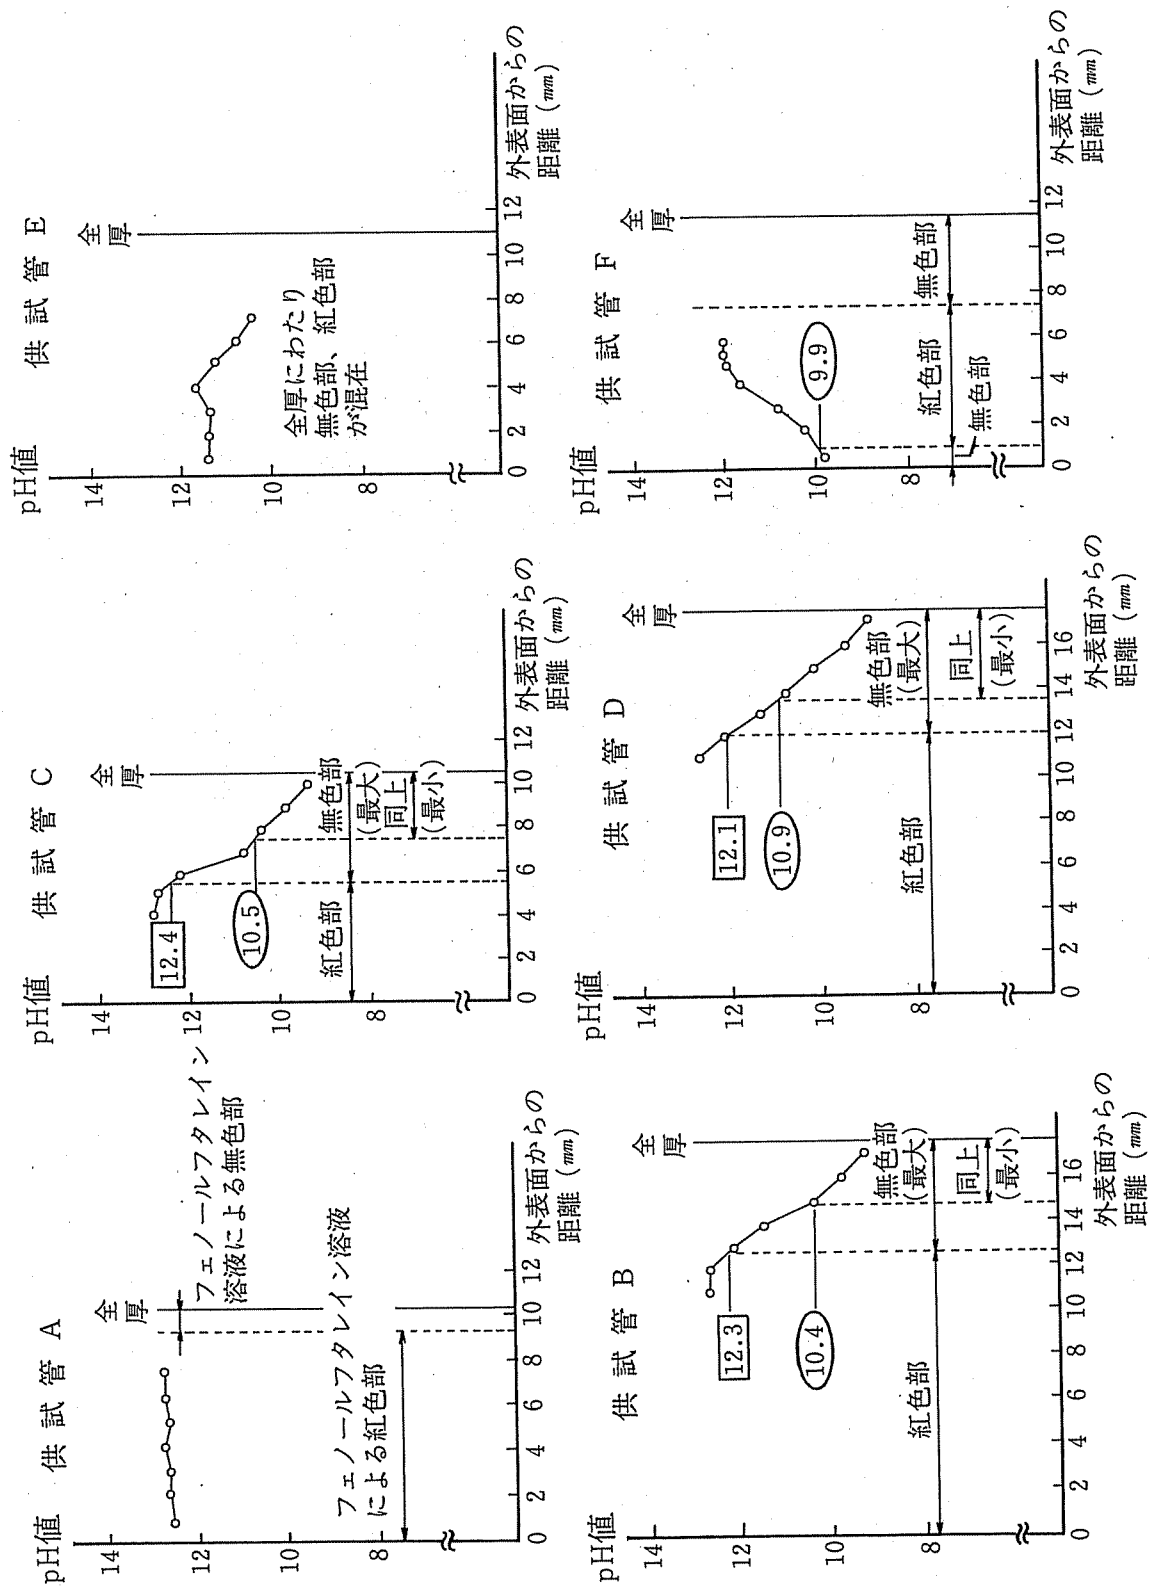 供試管 A
pH値
14
12
10
8
0
2
4
6
8
10
12
外表面からの
距離 (mm)
全厚
フェノールフタレイン
溶液による無色部
フェノールフタレイン溶液
による紅色部
供試管 C
pH値
14
12
10
8
0
2
4
6
8
10
12
外表面からの
距離 (mm)
全厚
12.4
10.5
紅色部
無色部
(最大)
同上
(最小)
供試管 E
pH値
14
12
10
8
0
2
4
6
8
10
12
外表面からの
距離 (mm)
全厚
全厚にわたり
無色部、紅色部
が混在
供試管 B
pH値
14
12
10
8
0
2
4
6
8
10
12
14
16
外表面からの
距離 (mm)
全厚
12.3
10.4
紅色部
無色部
(最大)
同上
(最小)
供試管 D
pH値
14
12
10
8
0
2
4
6
8
10
12
14
16
外表面からの
距離 (mm)
全厚
12.1
10.9
紅色部
無色部
(最大)
同上
(最小)
供試管 F
pH値
14
12
10
8
0
2
4
6
8
10
12
外表面からの
距離 (mm)
全厚
9.9
紅色部
無色部
無色部